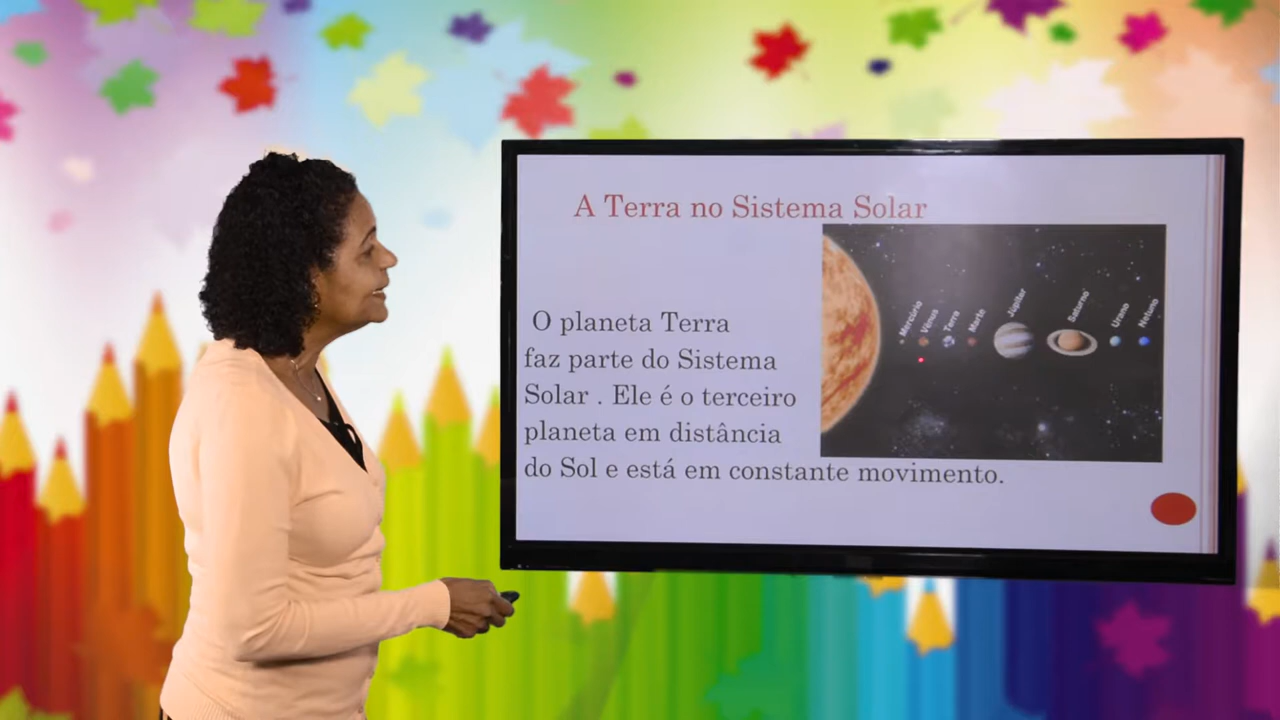 A Terra no Sistema Solar
Mercúrio
Vênus
Terra
Marte
Júpiter
Saturno
Urano
Netuno
O planeta Terra
faz parte do Sistema
Solar . Ele é o terceiro
planeta em distância
do Sol e está em constante movimento.